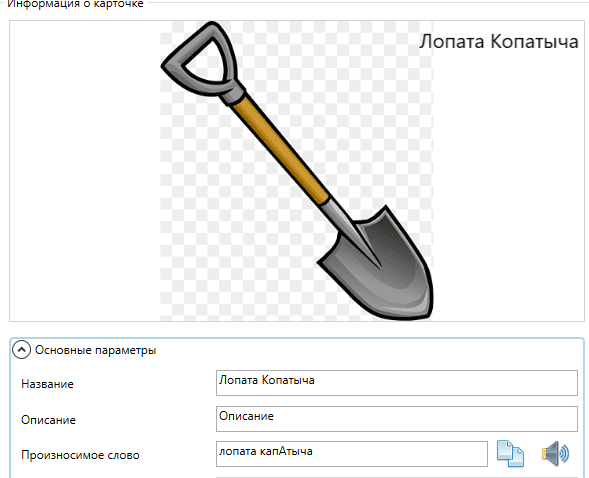 Информация о карточке
Лопата Копатыча
Основные параметры
Название
Лопата Копатыча
Описание
Описание
Произносимое слово
лопата капАтыча